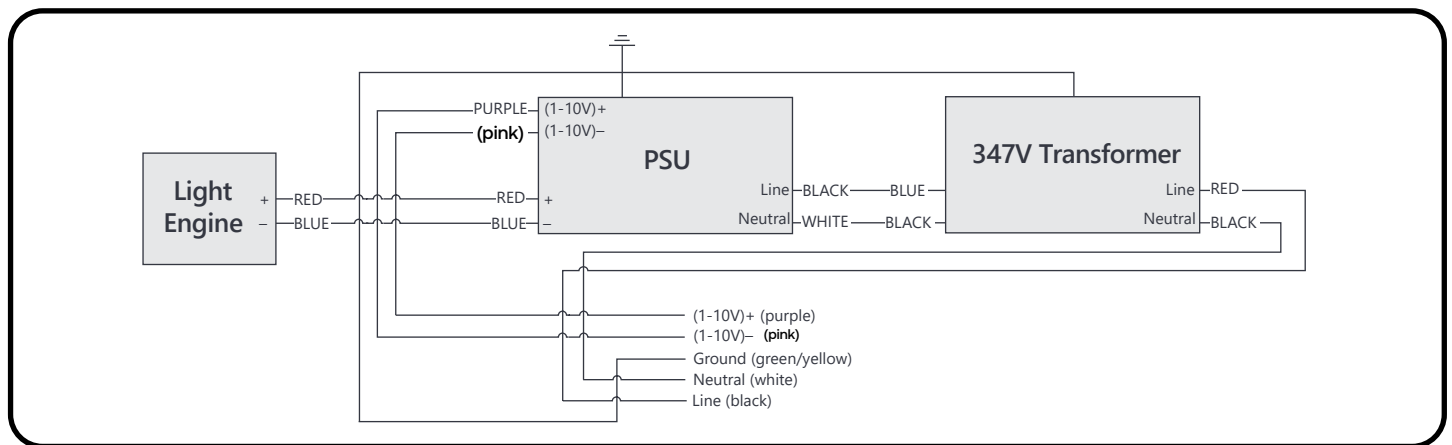 PURPLE
(1-10V)+
(pink)
(1-10V)−
PSU
347V Transformer
Light
Engine
+
−
RED
BLUE
RED
BLUE
+
−
Line
Neutral
BLACK
WHITE
BLUE
BLACK
Line
Neutral
RED
BLACK
(1-10V)+ (purple)
(1-10V)− (pink)
Ground (green/yellow)
Neutral (white)
Line (black)